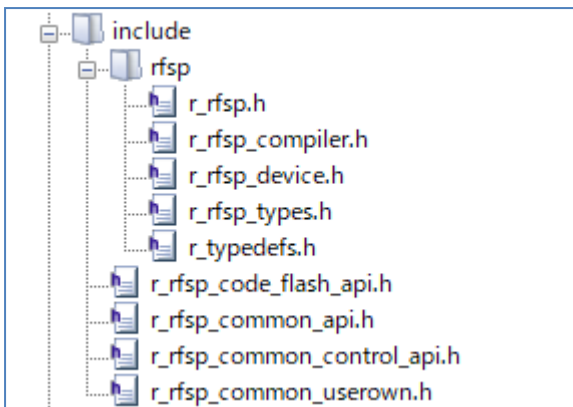 include
rfsp
r_rfsp.h
r_rfsp_compiler.h
r_rfsp_device.h
r_rfsp_types.h
r_typedefs.h
r_rfsp_code_flash_api.h
r_rfsp_common_api.h
r_rfsp_common_control_api.h
r_rfsp_common_userown.h